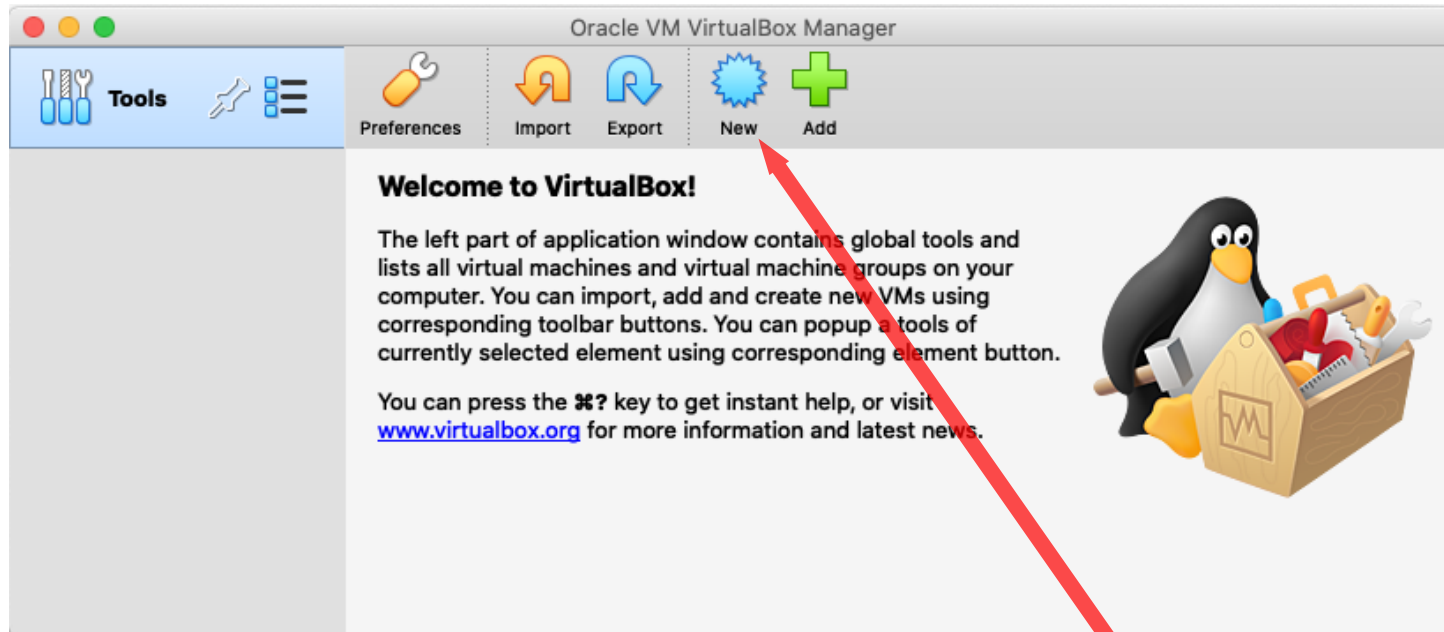 Oracle VM VirtualBox Manager
Tools
Preferences
Import
Export
New
Add
Welcome to VirtualBox!
The left part of application window contains global tools and
lists all virtual machines and virtual machine groups on your
computer. You can import, add and create new VMs using
corresponding toolbar buttons. You can popup a tools of
currently selected element using corresponding element button.
You can press the ⌘? key to get instant help, or visit
www.virtualbox.org for more information and latest news.